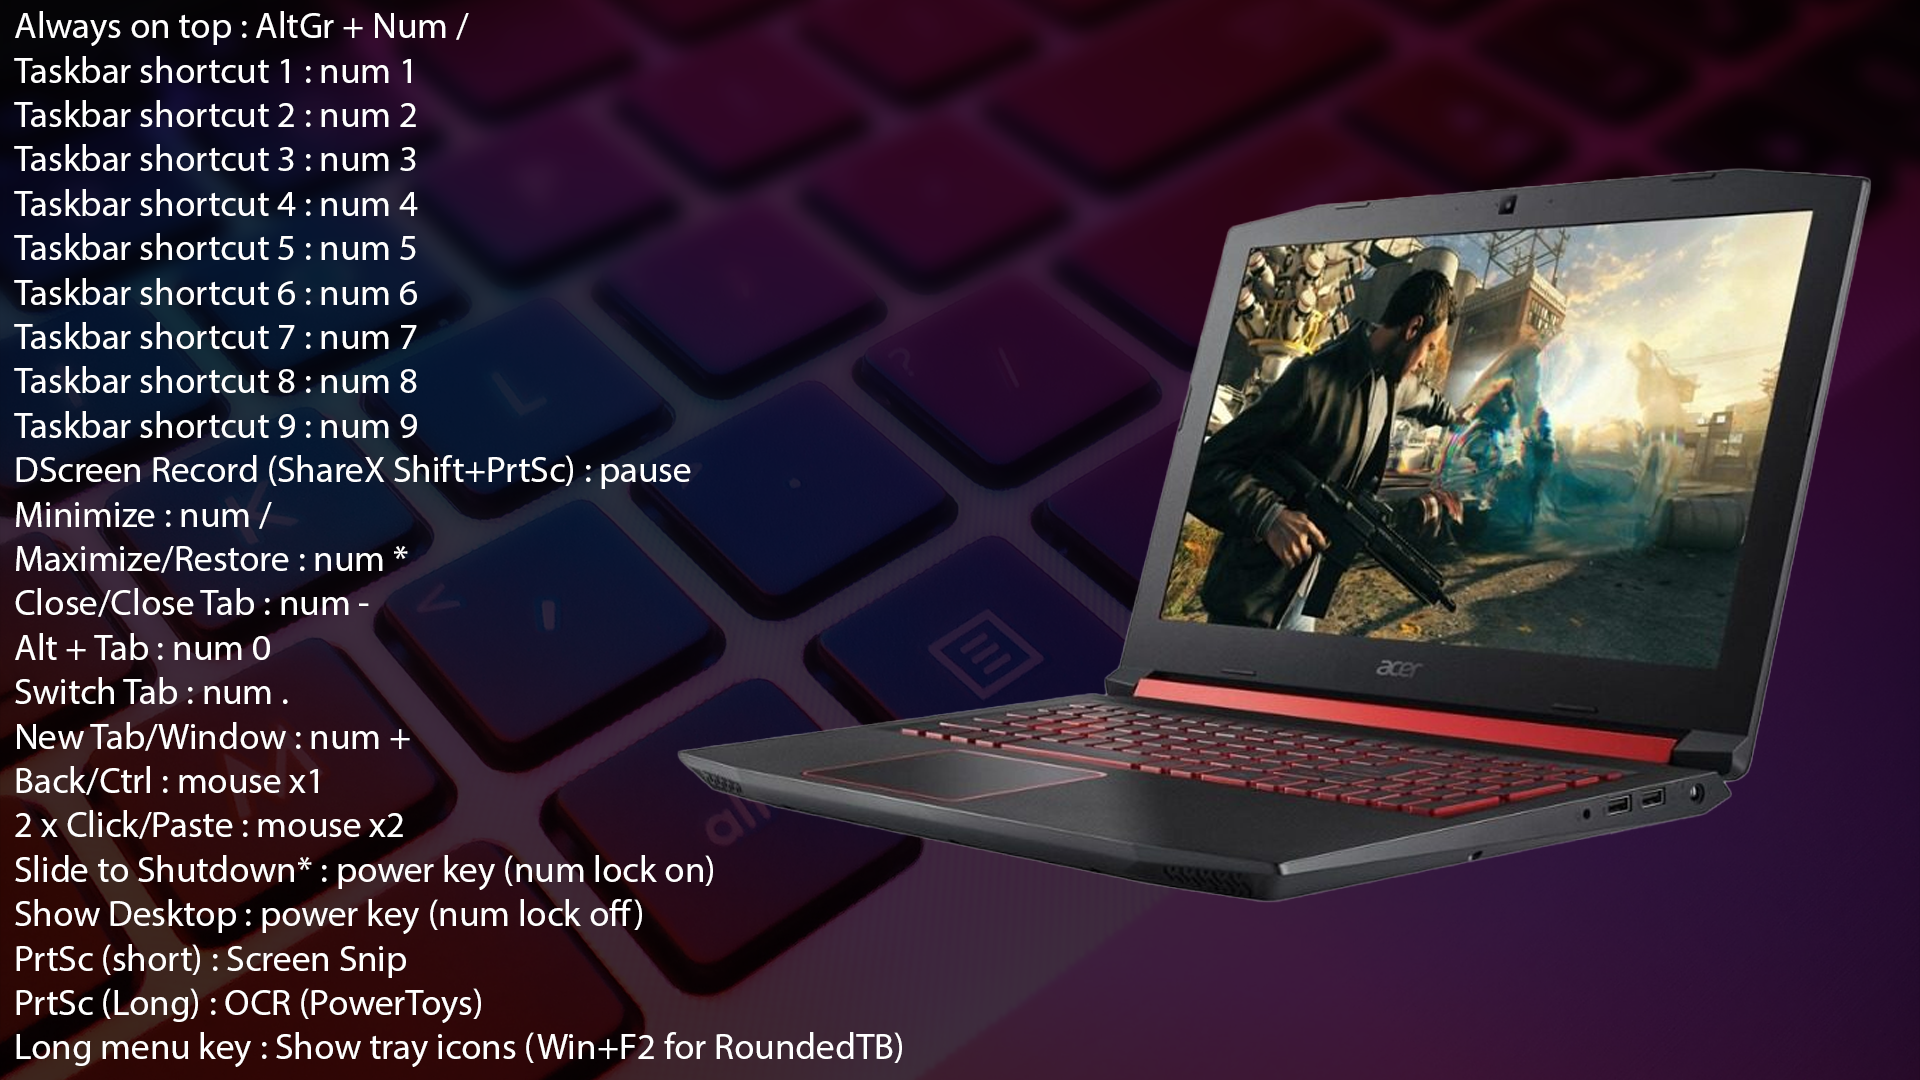 Always on top : AltGr + Num /
Taskbar shortcut 1 : num 1
Taskbar shortcut 2 : num 2
Taskbar shortcut 3 : num 3
Taskbar shortcut 4 : num 4
Taskbar shortcut 5 : num 5
Taskbar shortcut 6 : num 6
Taskbar shortcut 7 : num 7
Taskbar shortcut 8 : num 8
Taskbar shortcut 9 : num 9
DScreen Record (ShareX Shift+PrtSc) : pause
Minimize : num /
Maximize/Restore : num *
Close/Close Tab : num -
Alt + Tab : num 0
Switch Tab : num .
New Tab/Window : num +
Back/Ctrl : mouse x1
2 x Click/Paste : mouse x2
Slide to Shutdown* : power key (num lock on)
Show Desktop : power key (num lock off)
PrtSc (short) : Screen Snip
PrtSc (Long) : OCR (PowerToys)
Long menu key : Show tray icons (Win+F2 for RoundedTB)
acer
? /
L
K
M